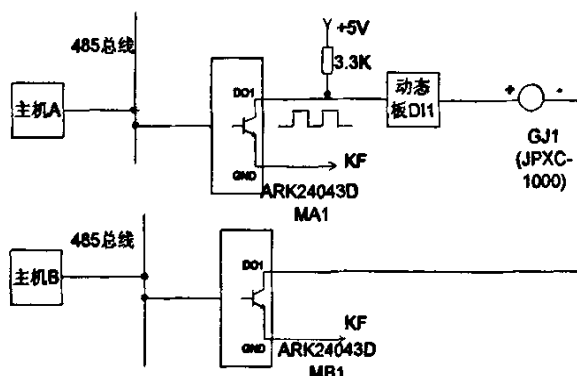 +5V
485总线
3.3K
主机A
DO1
动态
板DI1
+
-
GJ1
(JPXC-
1000)
GND
KF
ARK24043D
MA1
485总线
主机B
DO1
GND
KF
ARK24043D
MB1